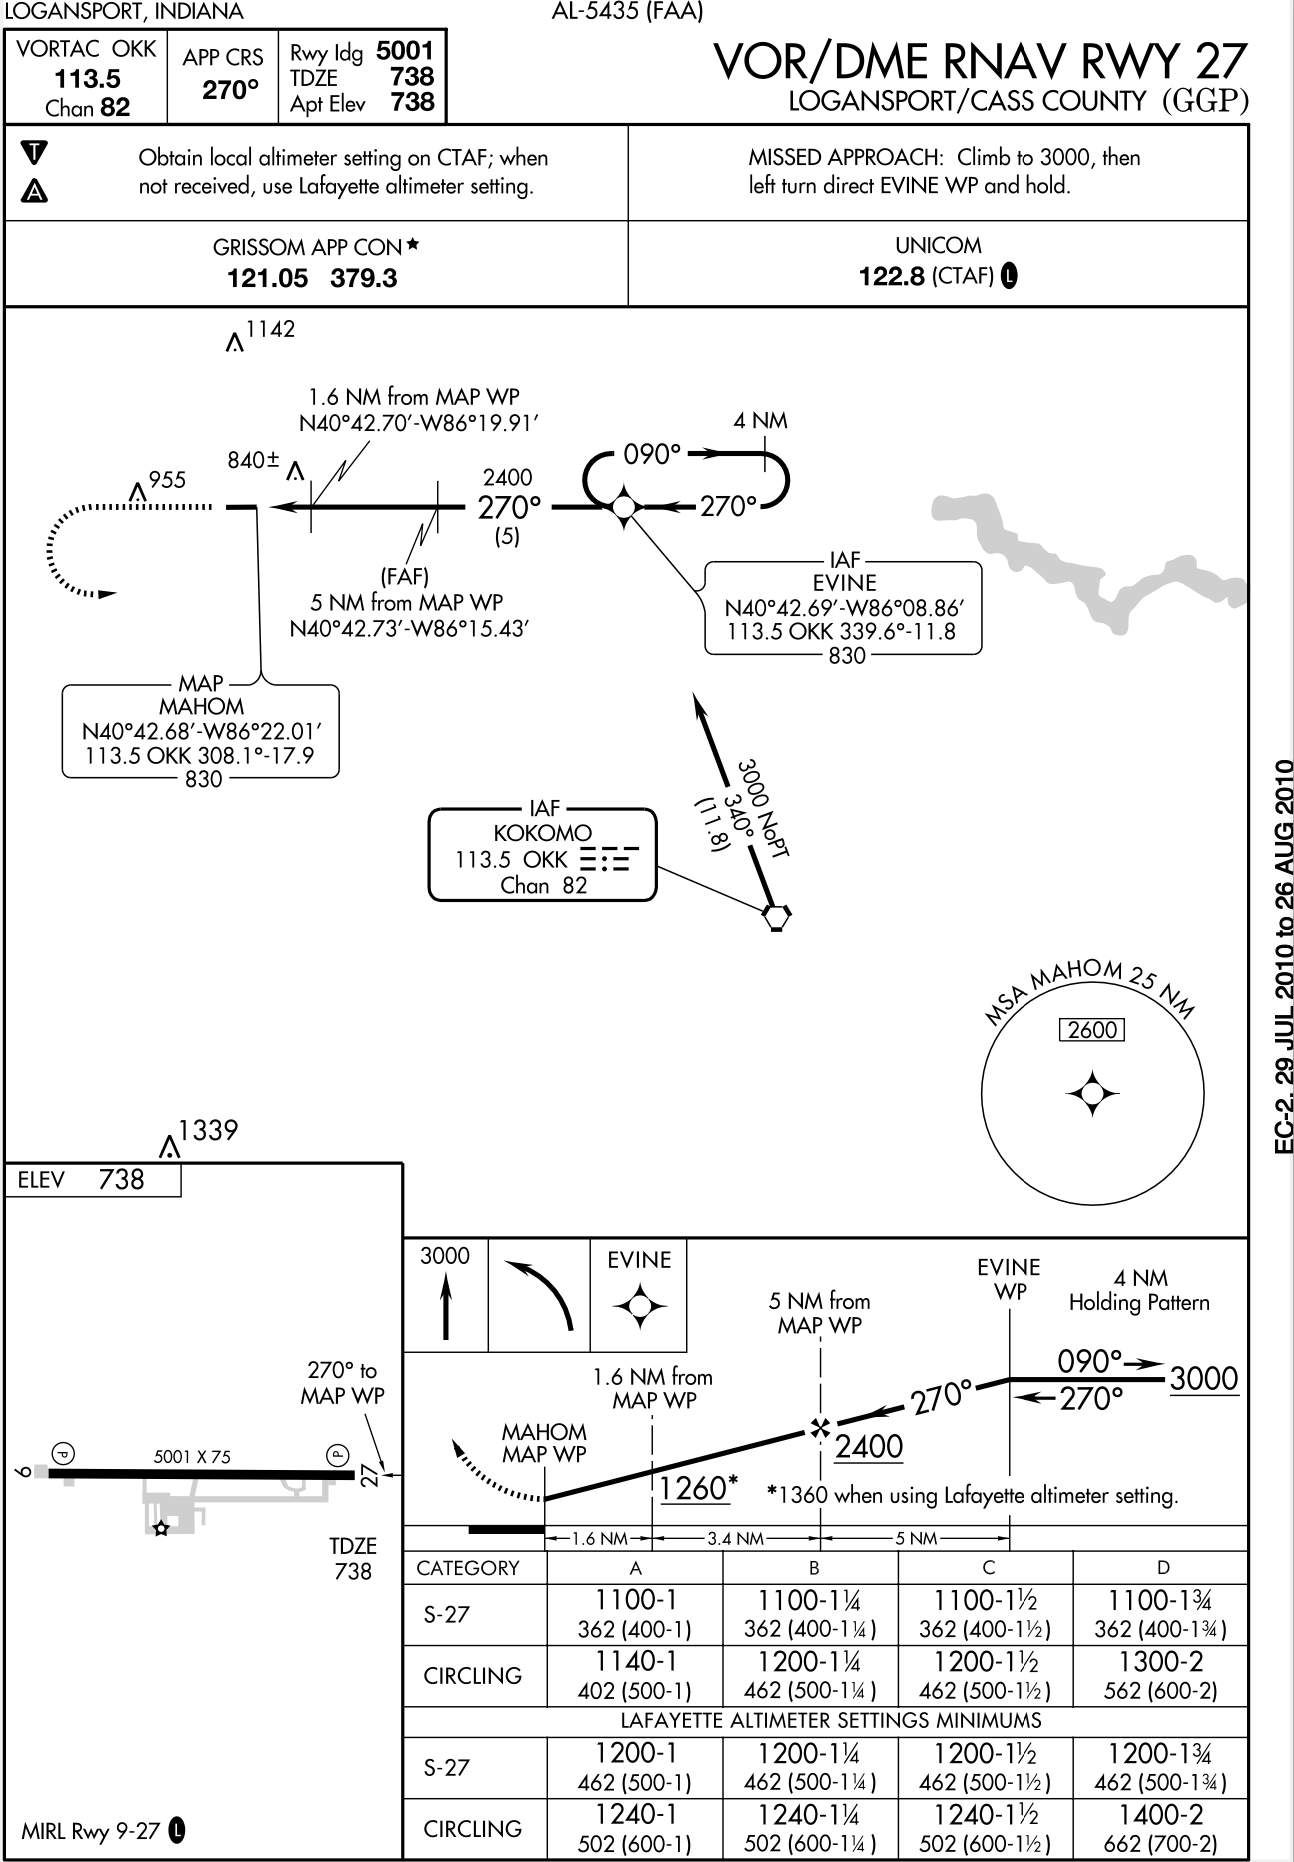 LOGANSPORT, INDIANA
AL-5435 (FAA)
VORTAC OKK
113.5
Chan 82
APP CRS
270°
Rwy ldg 5001
TDZE 738
Apt Elev 738
VOR/DME RNAV RWY 27
LOGANSPORT/CASS COUNTY (GGP)
T
A
Obtain local altimeter setting on CTAF; when
not received, use Lafayette altimeter setting.
MISSED APPROACH: Climb to 3000, then
left turn direct EVINE WP and hold.
GRISSOM APP CON★
121.05 379.3
UNICOM
122.8 (CTAF) L
1142
1.6 NM from MAP WP
N40°42.70’-W86°19.91’
4 NM
090°
840±
955
2400
270°
(5)
270°
(FAF)
5 NM from MAP WP
N40°42.73’-W86°15.43’
IAF
EVINE
N40°42.69’-W86°08.86’
113.5 OKK 339.6°-11.8
830
MAP
MAHOM
N40°42.68’-W86°22.01’
113.5 OKK 308.1°-17.9
830
3000 NoPT
340°
(11.8)
IAF
KOKOMO
113.5 OKK
Chan 82
MSA MAHOM 25 NM
2600
1339
EC-2, 29 JUL 2010 to 26 AUG 2010
ELEV 738
270° to
MAP WP
P
P
5001 X 75
9
27
TDZE
738
MIRL Rwy 9-27 L
3000
EVINE
EVINE
WP
4 NM
Holding Pattern
5 NM from
MAP WP
090°
270°
3000
1.6 NM from
MAP WP
270°
MAHOM
MAP WP
2400
1260*
*1360 when using Lafayette altimeter setting.
1.6 NM
3.4 NM
5 NM
CATEGORY A B C D
S-27
1100-1 1100-1¼ 1100-1½ 1100-1¾
362 (400-1) 362 (400-1¼) 362 (400-1½) 362 (400-1¾)
CIRCLING
1140-1 1200-1¼ 1200-1½ 1300-2
402 (500-1) 462 (500-1¼) 462 (500-1½) 562 (600-2)
LAFAYETTE ALTIMETER SETTINGS MINIMUMS
S-27
1200-1 1200-1¼ 1200-1½ 1200-1¾
462 (500-1) 462 (500-1¼) 462 (500-1½) 462 (500-1¾)
CIRCLING
1240-1 1240-1¼ 1240-1½ 1400-2
502 (600-1) 502 (600-1¼) 502 (600-1½) 662 (700-2)